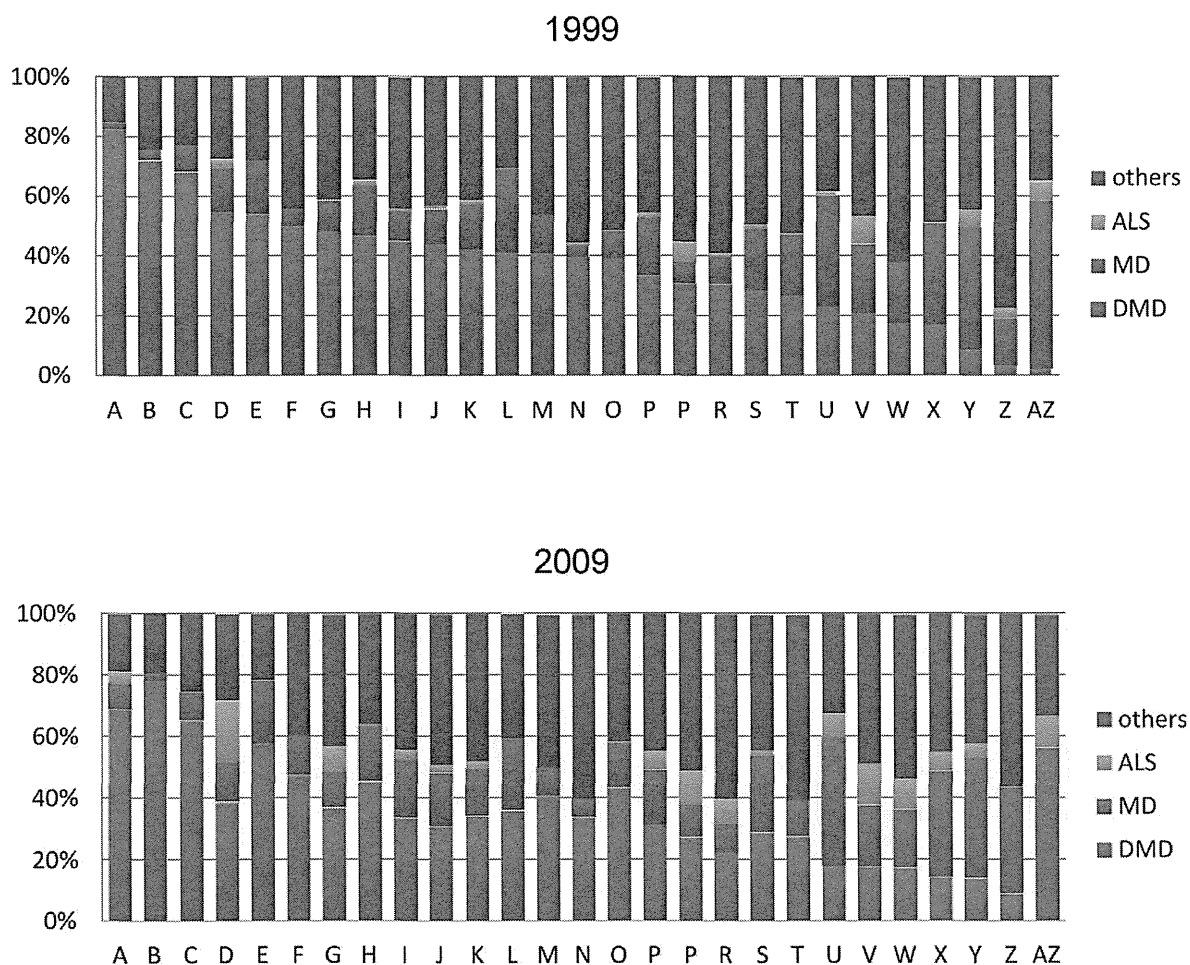 1999
100%
80%
60%
40%
20%
0%
A B C D E F G H I J K L M N O P P R S T U V W X Y Z AZ
others
ALS
MD
DMD
2009
100%
80%
60%
40%
20%
0%
A B C D E F G H I J K L M N O P P R S T U V W X Y Z AZ
others
ALS
MD
DMD